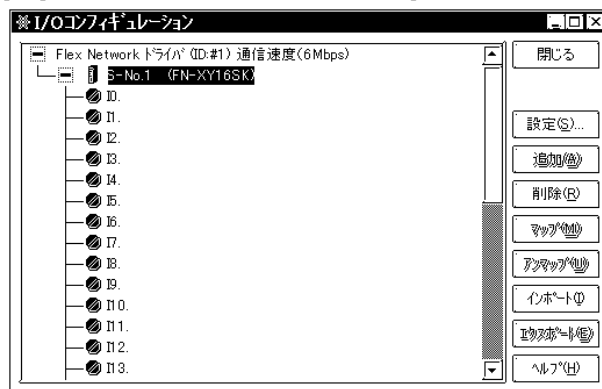 I/Oコンフィギュレーション
Flex Network ドライバ (ID:#1) 通信速度(6Mbps)
S-No.1 (FN-XY16SK)
I0.
I1.
I2.
I3.
I4.
I5.
I6.
I7.
I8.
I9.
I10.
I11.
I12.
I13.
閉じる
設定(S)...
追加(A)
削除(R)
マップ(M)
アンマップ(U)
インポート(I)
エクスポート(E)
ヘルプ(H)